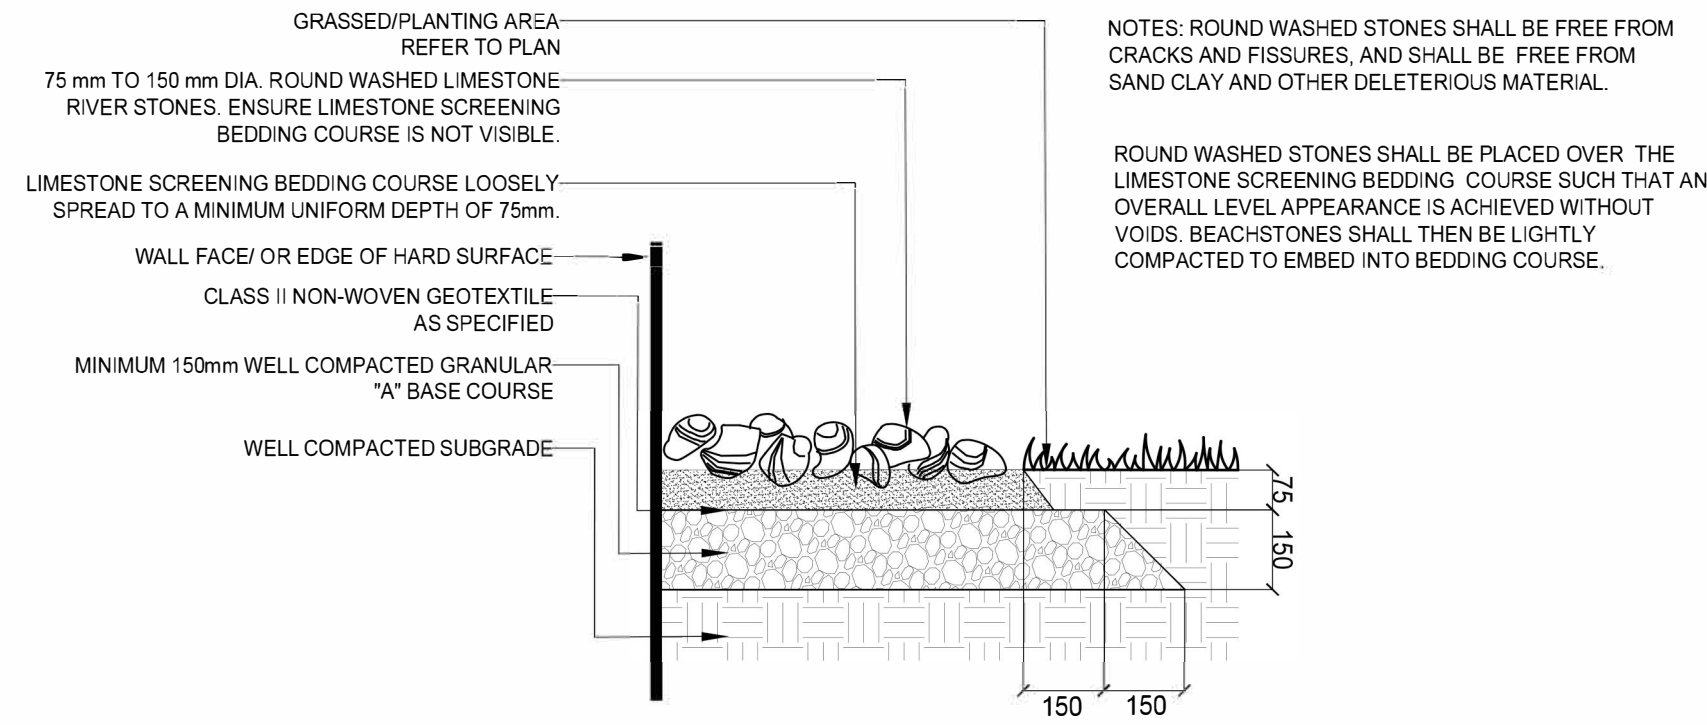 GRASSED/PLANTING AREA
REFER TO PLAN
75 mm TO 150 mm DIA. ROUND WASHED LIMESTONE
RIVER STONES. ENSURE LIMESTONE SCREENING
BEDDING COURSE IS NOT VISIBLE.
LIMESTONE SCREENING BEDDING COURSE LOOSELY
SPREAD TO A MINIMUM UNIFORM DEPTH OF 75mm.
WALL FACE/ OR EDGE OF HARD SURFACE
CLASS II NON-WOVEN GEOTEXTILE
AS SPECIFIED
MINIMUM 150mm WELL COMPACTED GRANULAR
"A" BASE COURSE
WELL COMPACTED SUBGRADE
NOTES: ROUND WASHED STONES SHALL BE FREE FROM
CRACKS AND FISSURES, AND SHALL BE FREE FROM
SAND CLAY AND OTHER DELETERIOUS MATERIAL.
ROUND WASHED STONES SHALL BE PLACED OVER THE
LIMESTONE SCREENING BEDDING COURSE SUCH THAT AN
OVERALL LEVEL APPEARANCE IS ACHIEVED WITHOUT
VOIDS. BEACHSTONES SHALL THEN BE LIGHTLY
COMPACTED TO EMBED INTO BEDDING COURSE.
75
150
150
150